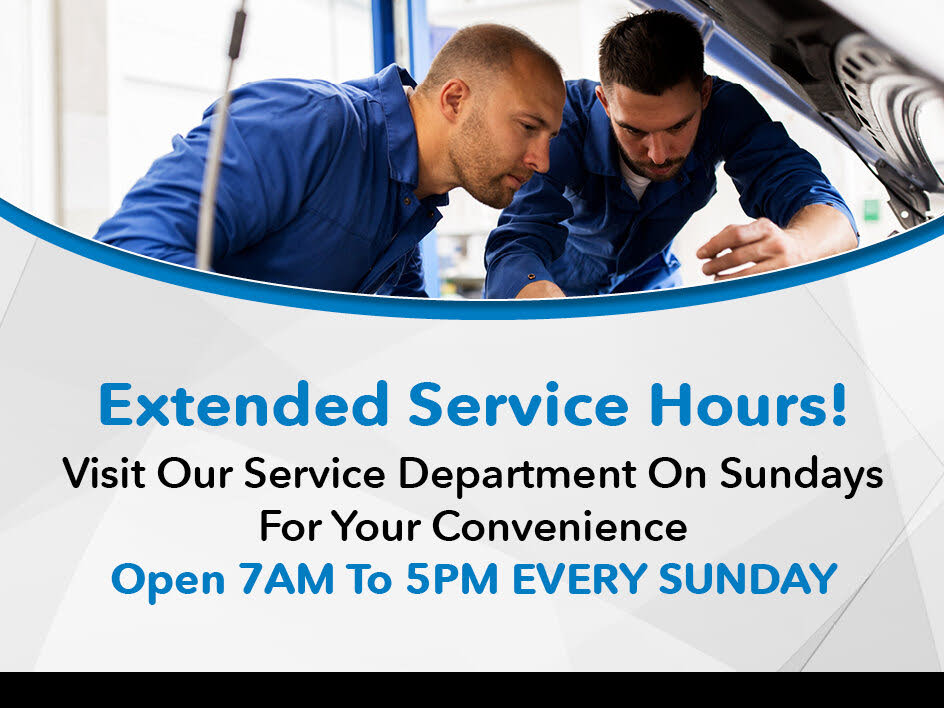 Extended Service Hours!
Visit Our Service Department On Sundays
For Your Convenience
Open 7AM To 5PM EVERY SUNDAY